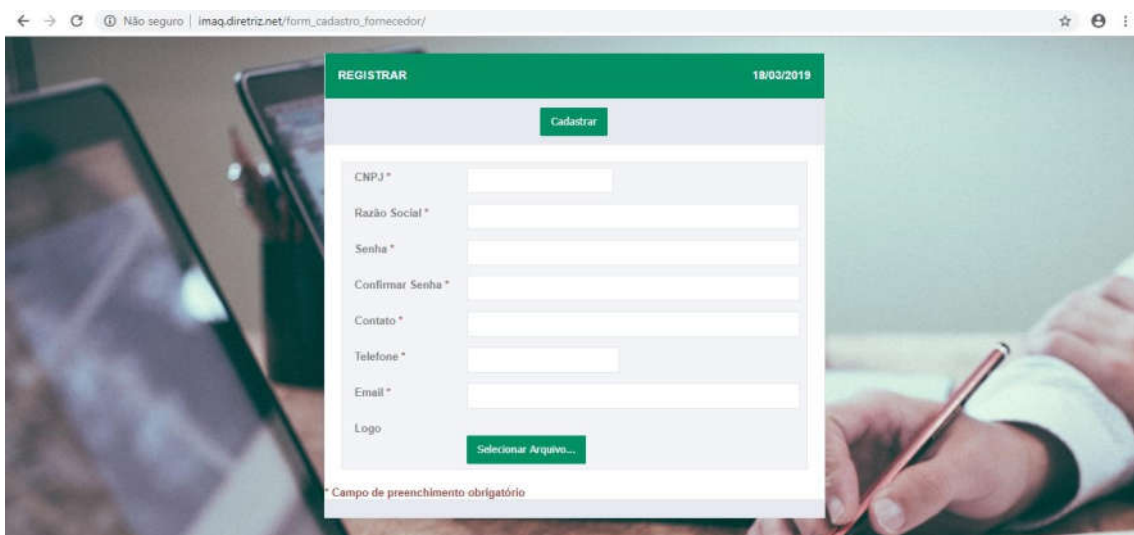 Não seguro | imaq.diretriz.net/form_cadastro_fornecedor/
REGISTRAR 18/03/2019
Cadastrar
CNPJ *
Razão Social *
Senha *
Confirmar Senha *
Contato *
Telefone *
Email *
Logo
Selecionar Arquivo...
* Campo de preenchimento obrigatório